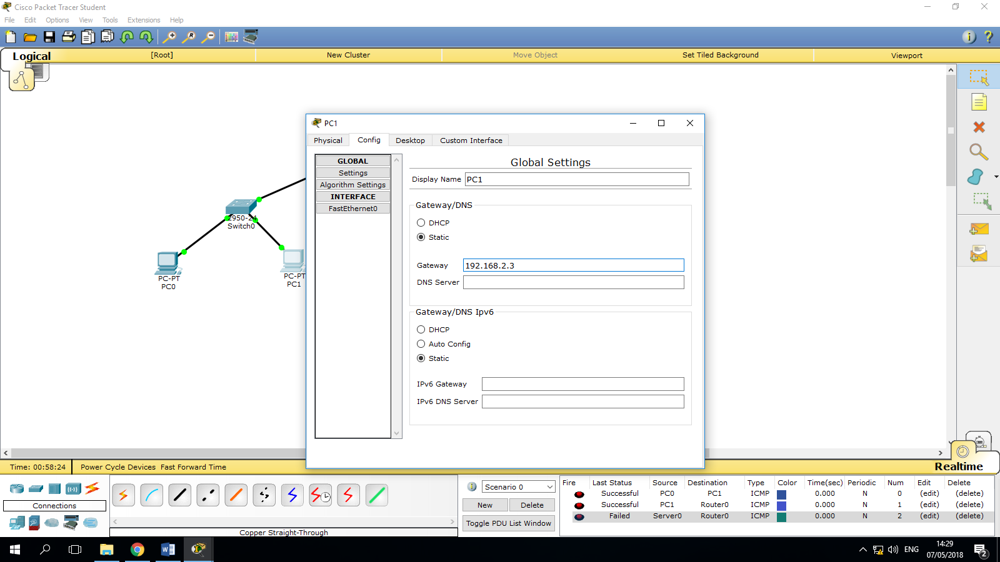 Cisco Packet Tracer Student
File Edit Options View Tools Extensions Help
Logical [Root] New Cluster Move Object Set Tiled Background Viewport
PC1
Physical Config Desktop Custom Interface
GLOBAL
Settings
Algorithm Settings
INTERFACE
FastEthernet0
Global Settings
Display Name PC1
Gateway/DNS
DHCP
Static
Gateway 192.168.2.3
DNS Server
Gateway/DNS Ipv6
DHCP
Auto Config
Static
IPv6 Gateway
IPv6 DNS Server
2950-24
Switch0
PC-PT
PC0
PC-PT
PC1
Time: 00:58:24 Power Cycle Devices Fast Forward Time
Realtime
Connections
Copper Straight-Through
Scenario 0
New Delete
Toggle PDU List Window
Fire Last Status Source Destination Type Color Time(sec) Periodic Num Edit Delete
Successful PC0 PC1 ICMP 0.000 N 0 (edit) (delete)
Successful PC1 Router0 ICMP 0.000 N 1 (edit) (delete)
Failed Server0 Router0 ICMP 0.000 N 2 (edit) (delete)
ENG
14:29
07/05/2018
2